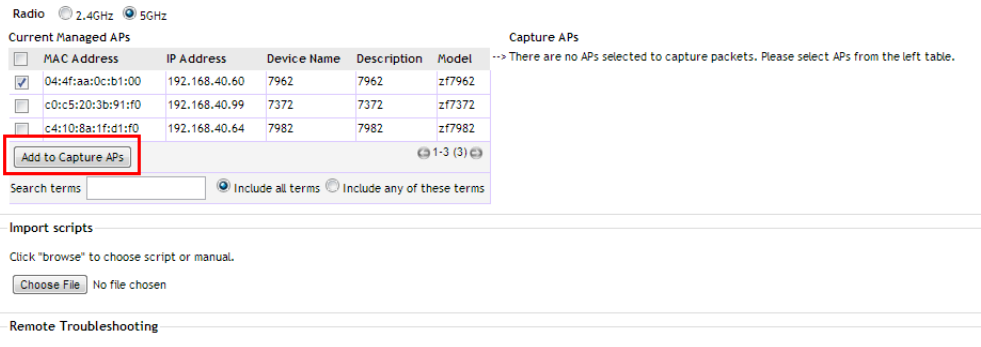 Radio 2.4GHz 5GHz
Current Managed APs
MAC Address IP Address Device Name Description Model
04:4f:aa:0c:b1:00 192.168.40.60 7962 7962 zf7962
c0:c5:20:3b:91:f0 192.168.40.99 7372 7372 zf7372
c4:10:8a:1f:d1:f0 192.168.40.64 7982 7982 zf7982
Add to Capture APs 1-3 (3)
Search terms Include all terms Include any of these terms
Capture APs
--> There are no APs selected to capture packets. Please select APs from the left table.
Import scripts
Click "browse" to choose script or manual.
Choose File No file chosen
Remote Troubleshooting